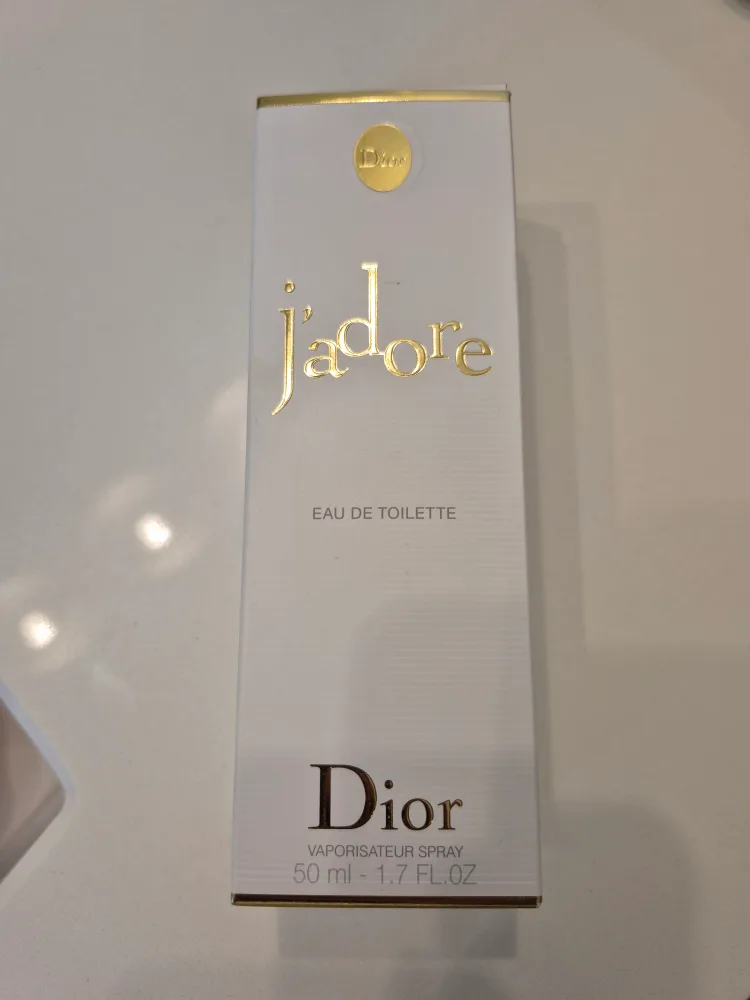 Dior
j'adore
EAU DE TOILETTE
Dior
VAPORISATEUR SPRAY
50 ml - 1.7 FL.OZ